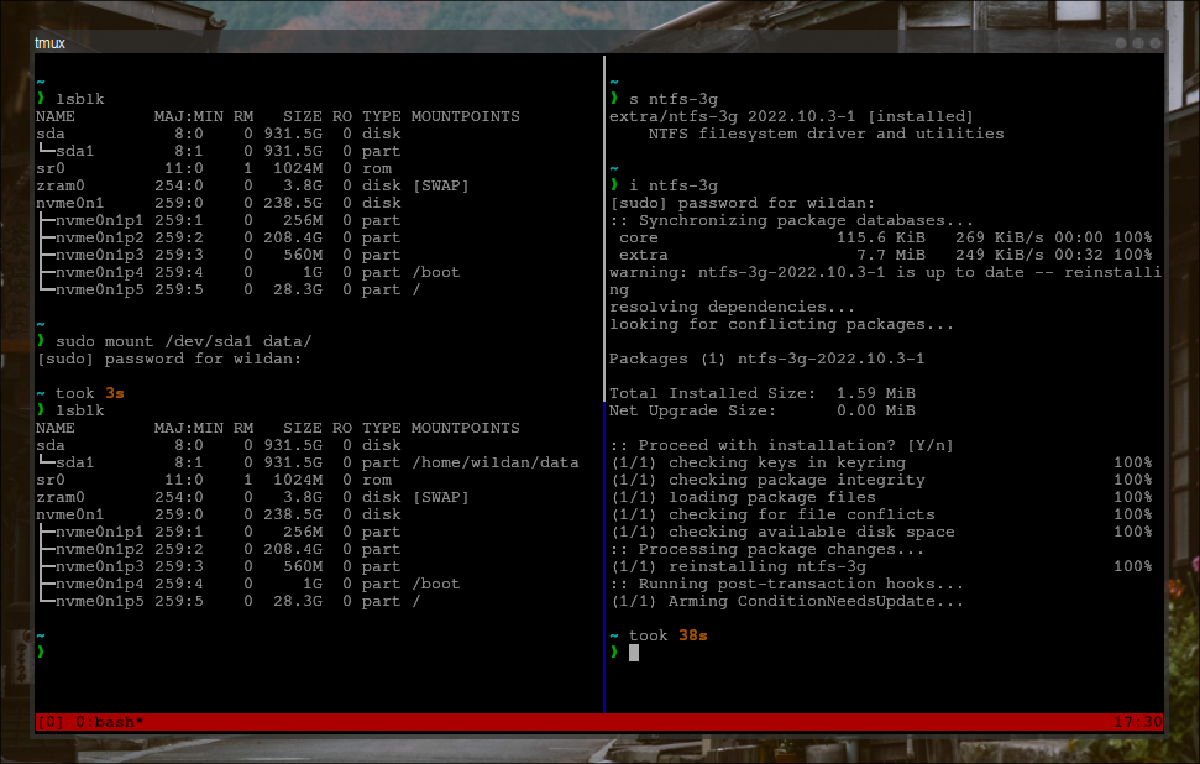 tmux
~
❯ lsblk
NAME MAJ:MIN RM SIZE RO TYPE MOUNTPOINTS
sda 8:0 0 931.5G 0 disk
└─sda1 8:1 0 931.5G 0 part
sr0 11:0 1 1024M 0 rom
zram0 254:0 0 3.8G 0 disk [SWAP]
nvme0n1 259:0 0 238.5G 0 disk
├─nvme0n1p1 259:1 0 256M 0 part
├─nvme0n1p2 259:2 0 208.4G 0 part
├─nvme0n1p3 259:3 0 560M 0 part
├─nvme0n1p4 259:4 0 1G 0 part /boot
└─nvme0n1p5 259:5 0 28.3G 0 part /
~
❯ sudo mount /dev/sda1 data/
[sudo] password for wildan:
~ took 3s
❯ lsblk
NAME MAJ:MIN RM SIZE RO TYPE MOUNTPOINTS
sda 8:0 0 931.5G 0 disk
└─sda1 8:1 0 931.5G 0 part /home/wildan/data
sr0 11:0 1 1024M 0 rom
zram0 254:0 0 3.8G 0 disk [SWAP]
nvme0n1 259:0 0 238.5G 0 disk
├─nvme0n1p1 259:1 0 256M 0 part
├─nvme0n1p2 259:2 0 208.4G 0 part
├─nvme0n1p3 259:3 0 560M 0 part
├─nvme0n1p4 259:4 0 1G 0 part /boot
└─nvme0n1p5 259:5 0 28.3G 0 part /
~
❯
~
❯ s ntfs-3g
extra/ntfs-3g 2022.10.3-1 [installed]
NTFS filesystem driver and utilities
~
❯ i ntfs-3g
[sudo] password for wildan:
:: Synchronizing package databases...
core 115.6 KiB 269 KiB/s 00:00 100%
extra 7.7 MiB 249 KiB/s 00:32 100%
warning: ntfs-3g-2022.10.3-1 is up to date -- reinstalli
ng
resolving dependencies...
looking for conflicting packages...
Packages (1) ntfs-3g-2022.10.3-1
Total Installed Size: 1.59 MiB
Net Upgrade Size: 0.00 MiB
:: Proceed with installation? [Y/n]
(1/1) checking keys in keyring 100%
(1/1) checking package integrity 100%
(1/1) loading package files 100%
(1/1) checking for file conflicts 100%
(1/1) checking available disk space 100%
:: Processing package changes...
(1/1) reinstalling ntfs-3g 100%
:: Running post-transaction hooks...
(1/1) Arming ConditionNeedsUpdate...
~ took 38s
❯
[0] 0:bash* 17:30